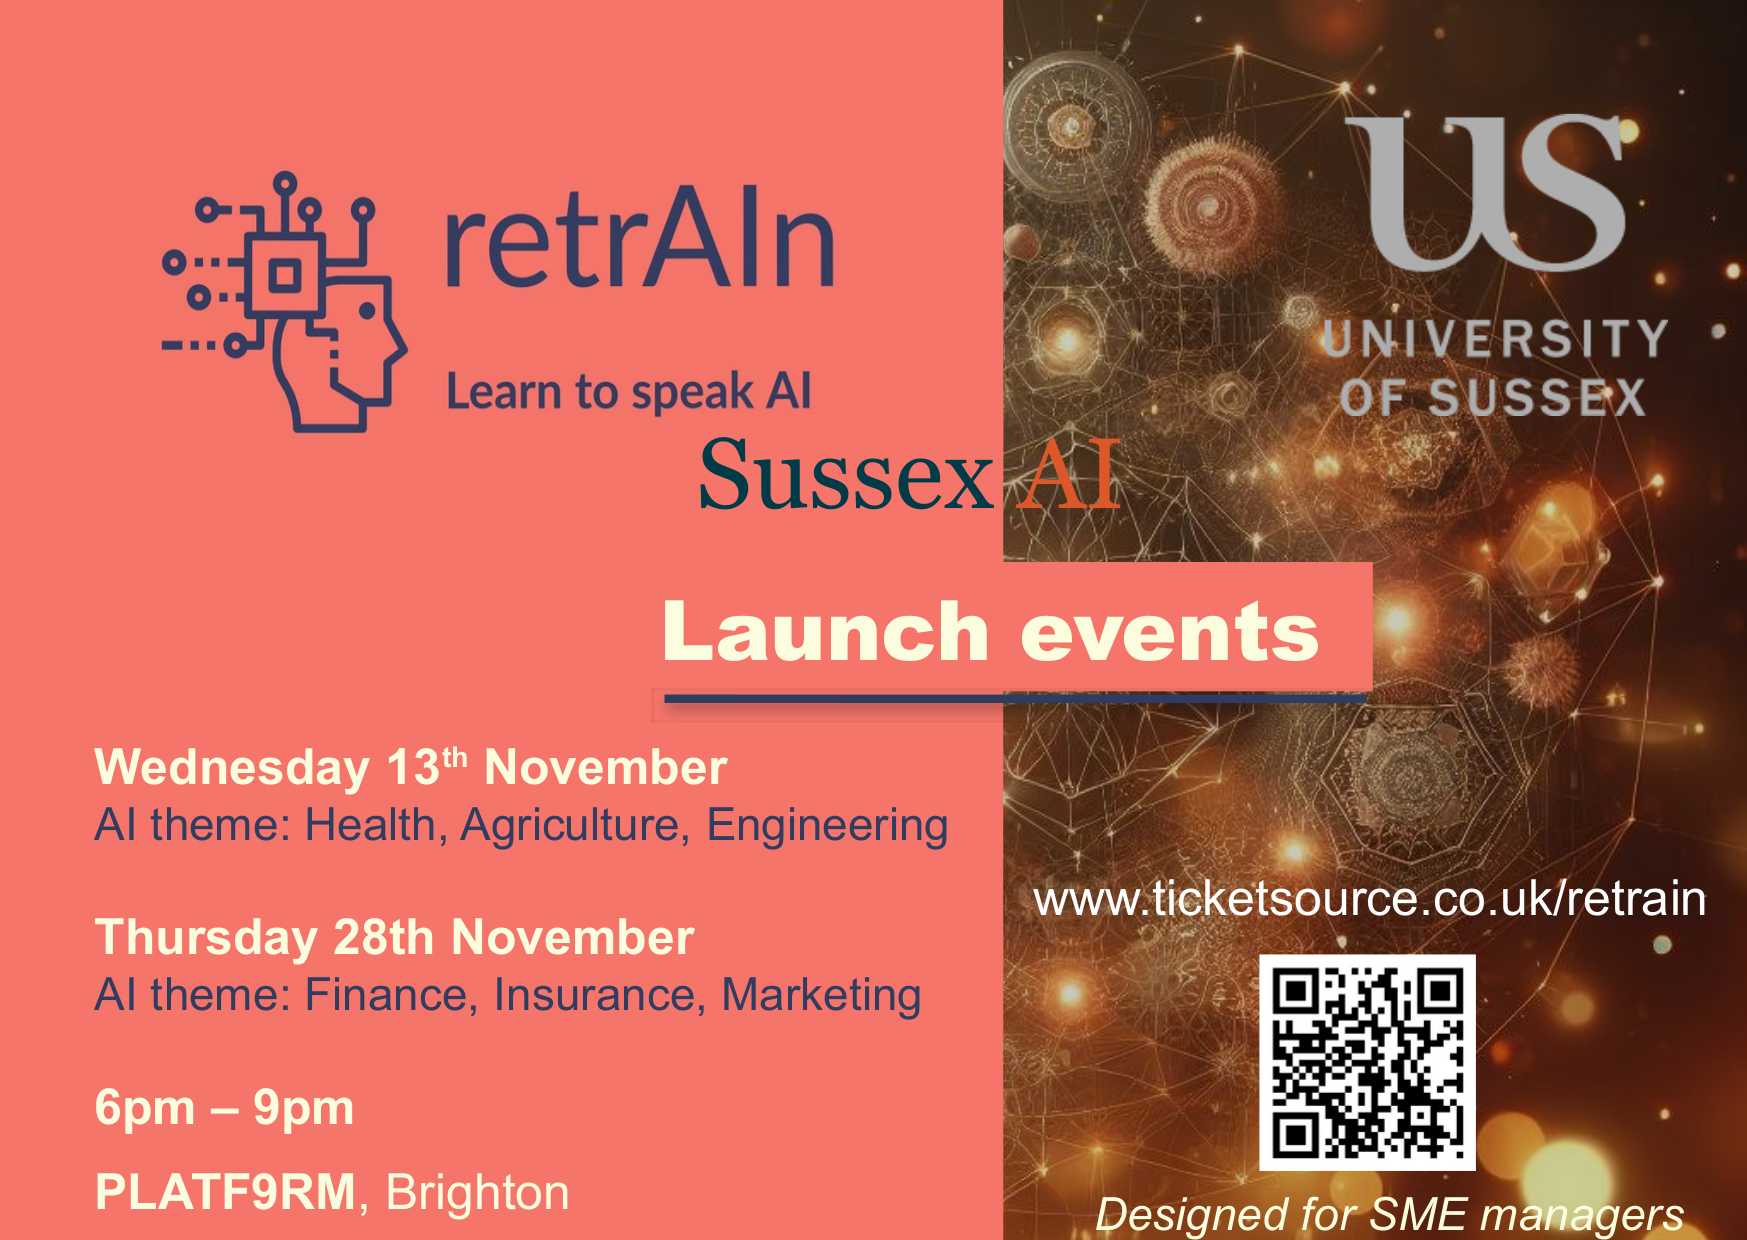 retrAIn
Learn to speak AI
us
UNIVERSITY
OF SUSSEX
Sussex AI
Launch events
Wednesday 13th November
AI theme: Health, Agriculture, Engineering
Thursday 28th November
AI theme: Finance, Insurance, Marketing
6pm – 9pm
PLATF9RM, Brighton
www.ticketsource.co.uk/retrain
Designed for SME managers